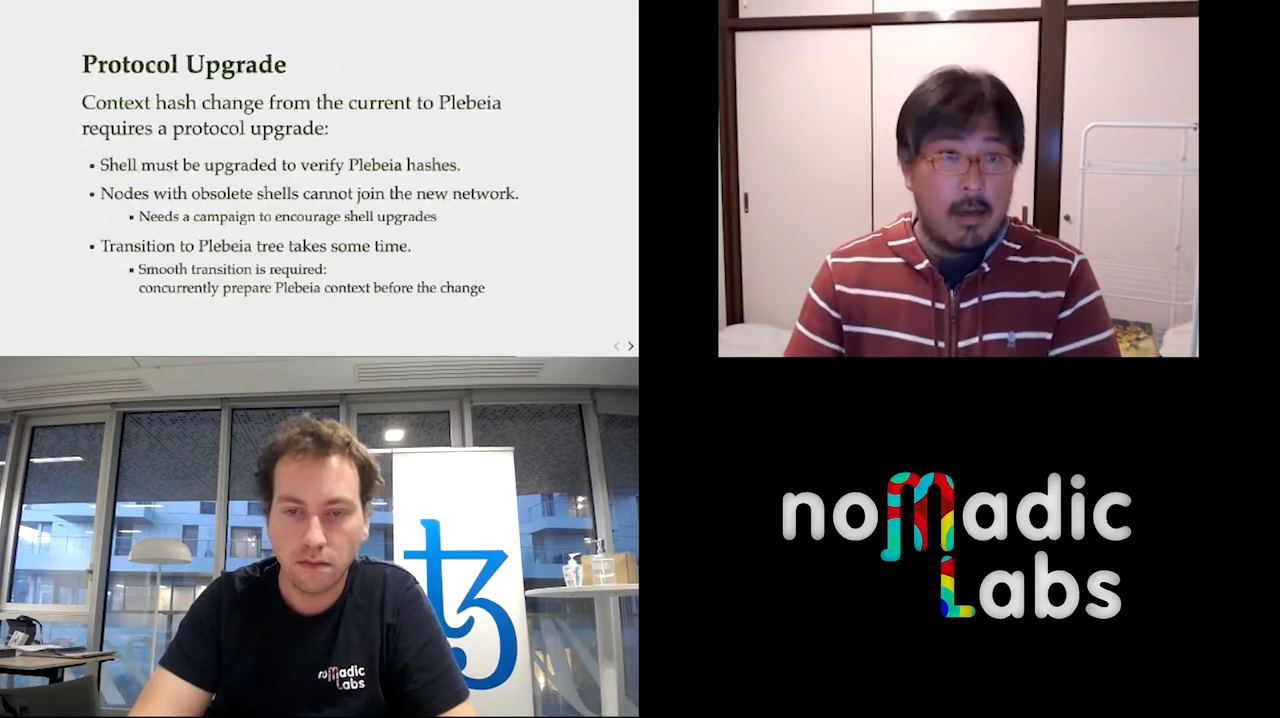 Protocol Upgrade
Context hash change from the current to Plebeia
requires a protocol upgrade:
• Shell must be upgraded to verify Plebeia hashes.
• Nodes with obsolete shells cannot join the new network.
▪ Needs a campaign to encourage shell upgrades
• Transition to Plebeia tree takes some time.
▪ Smooth transition is required:
concurrently prepare Plebeia context before the change
noMadic
Labs
noMadic
Labs